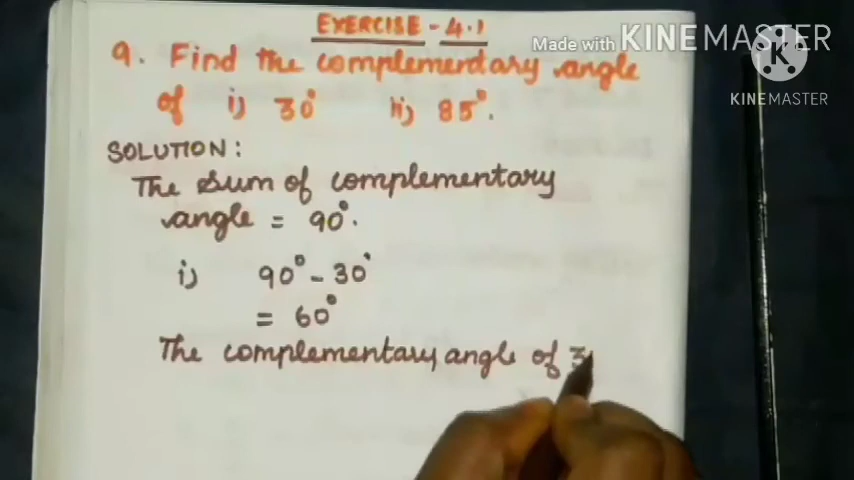 EXERCISE - 4.1
9. Find the complementary angle
of i) 30° ii) 85°.
SOLUTION:
The sum of complementary
angle = 90°.
i) 90° - 30°
= 60°
The complementary angle of 3
Made with KINEMASTER
K
KINEMASTER